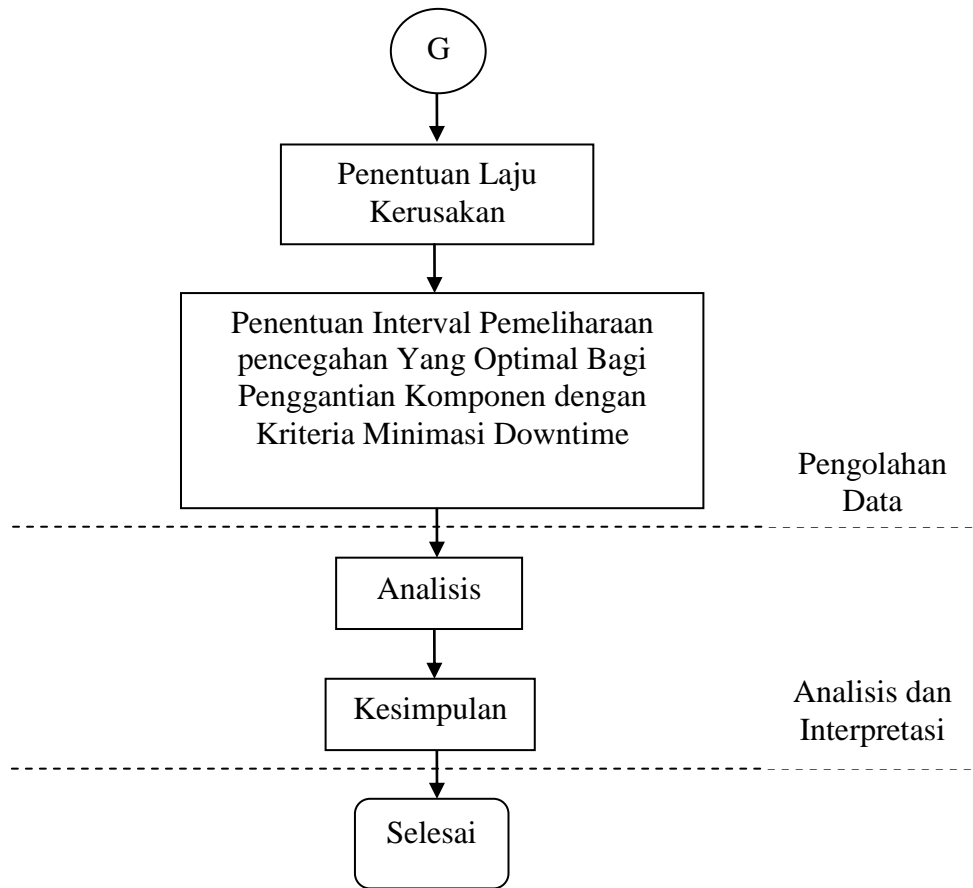 G
Penentuan Laju
Kerusakan
Penentuan Interval Pemeliharaan
pencegahan Yang Optimal Bagi
Penggantian Komponen dengan
Kriteria Minimasi Downtime
Pengolahan
Data
Analisis
Kesimpulan
Analisis dan
Interpretasi
Selesai